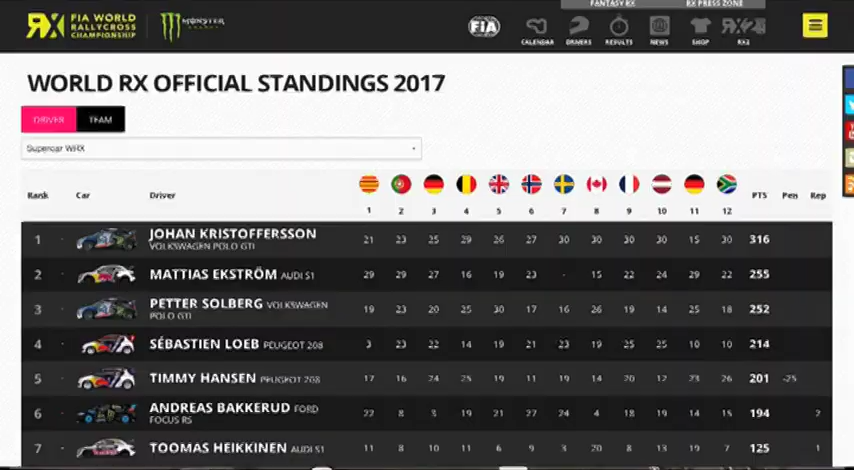 FANTASY RX RX PRESS ZONE
RX FIA WORLD
RALLYCROSS
CHAMPIONSHIP
MONSTER
ENERGY
FIA
CALENDAR DRIVERS RESULTS NEWS SHOP RX2
WORLD RX OFFICIAL STANDINGS 2017
DRIVER TEAM
Supercar WRX
Rank Car Driver 1 2 3 4 5 6 7 8 9 10 11 12 PTS Pen Rep
1 - JOHAN KRISTOFFERSSON 21 23 25 29 26 27 30 30 30 30 15 30 316
VOLKSWAGEN POLO GTI
2 - MATTIAS EKSTRÖM AUDI S1 29 29 27 16 19 23 - 15 22 24 29 22 255
3 - PETTER SOLBERG VOLKSWAGEN 19 23 20 25 30 17 16 26 19 14 25 18 252
POLO GTI
4 - SÉBASTIEN LOEB PEUGEOT 208 3 23 22 14 19 21 23 19 25 25 10 10 214
5 - TIMMY HANSEN PEUGEOT 208 17 16 24 25 19 11 19 14 20 12 23 26 201 -25
6 - ANDREAS BAKKERUD FORD 22 8 3 19 21 27 24 4 18 19 14 15 194 2
FOCUS RS
7 - TOOMAS HEIKKINEN AUDI S1 11 8 10 11 6 9 3 20 8 13 19 7 125 1